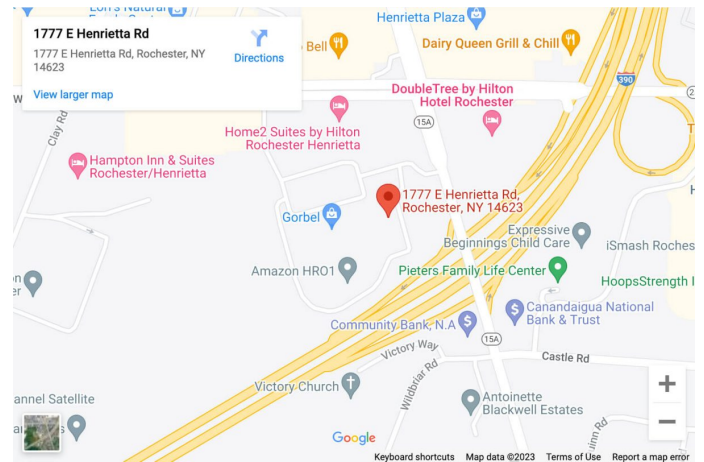 Lori's Natural
1777 E Henrietta Rd
1777 E Henrietta Rd, Rochester, NY
14623
Directions
View larger map
Henrietta Plaza
Bell
Dairy Queen Grill & Chill
390
DoubleTree by Hilton
Hotel Rochester
15A
Clay Rd
Home2 Suites by Hilton
Rochester Henrietta
Hampton Inn & Suites
Rochester/Henrietta
1777 E Henrietta Rd,
Rochester, NY 14623
Gorbel
Expressive
Beginnings Child Care
iSmash Roches
Amazon HRO1
Pieters Family Life Center
HoopsStrength I
Canandaigua National
Bank & Trust
Community Bank, N.A
15A
Victory Way
Castle Rd
Wildbriar Rd
Victory Church
Antoinette
Blackwell Estates
annel Satellite
inn Rd
Google
Keyboard shortcuts Map data ©2023 Terms of Use Report a map error